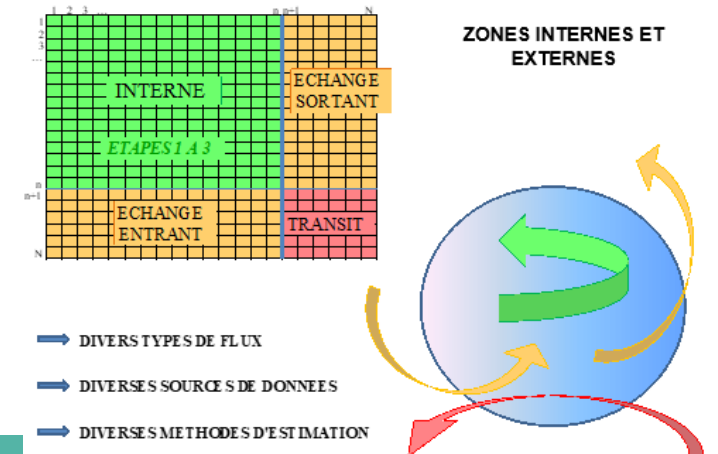 1 2 3 ... n n+1 N
1
2
3
...
n
n+1
N
INTERNE
ETAPES 1 A 3
ECHANGE
SORTANT
ECHANGE
ENTRANT
TRANSIT
ZONES INTERNES ET
EXTERNES
DIVERS TYPES DE FLUX
DIVERSES SOURCES DE DONNEES
DIVERSES METHODES D'ESTIMATION